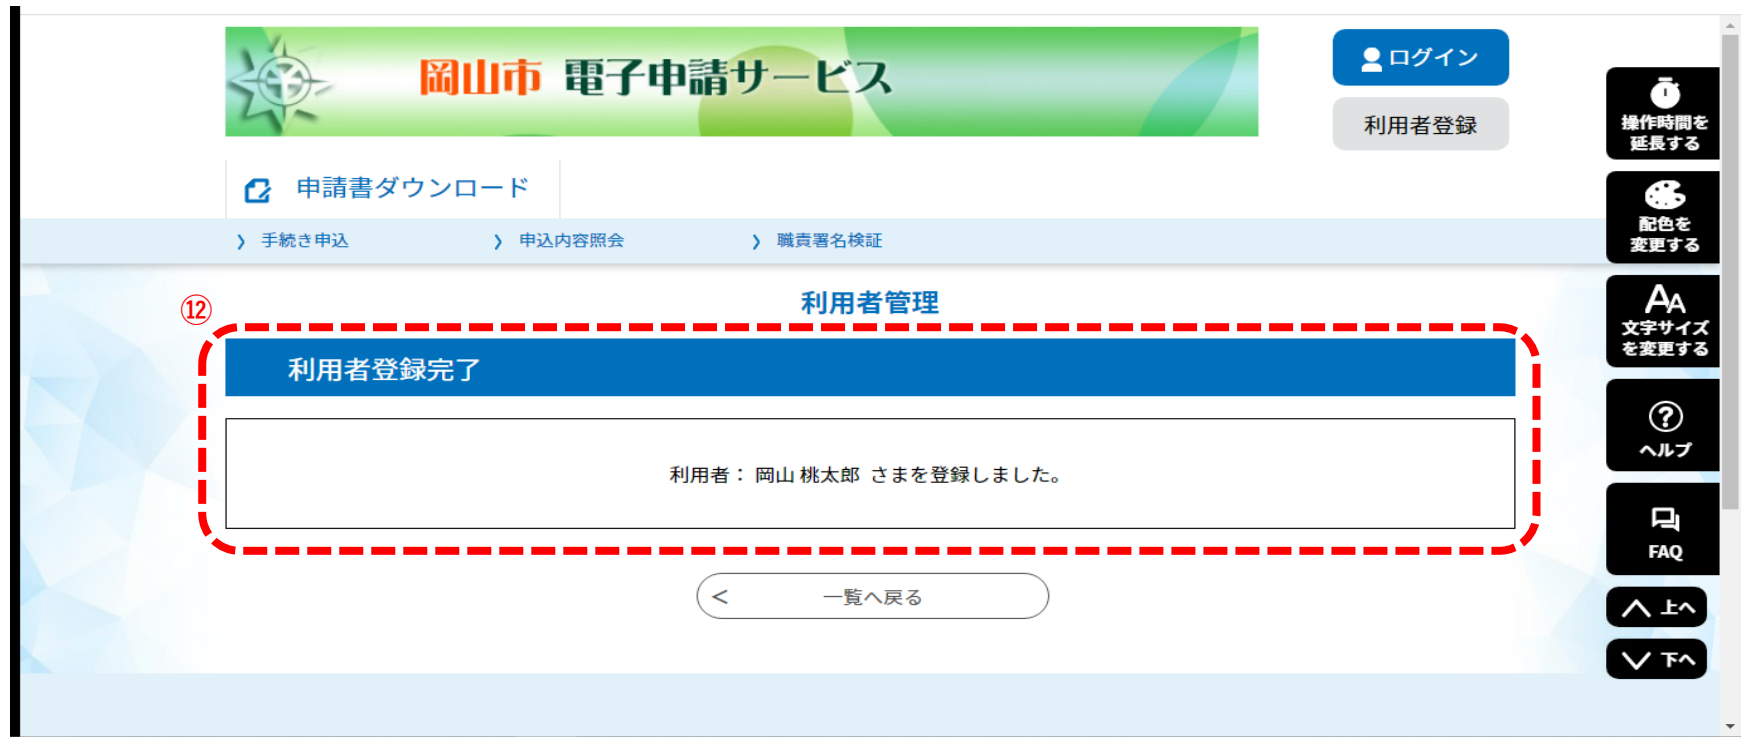 岡山市 電子申請サービス
ログイン
利用者登録
申請書ダウンロード
手続き申込
申込内容照会
職責署名検証
利用者管理
⑫
利用者登録完了
利用者： 岡山 桃太郎 さまを登録しました。
< 一覧へ戻る
操作時間を
延長する
配色を
変更する
AA
文字サイズ
を変更する
?
ヘルプ
FAQ
上へ
下へ